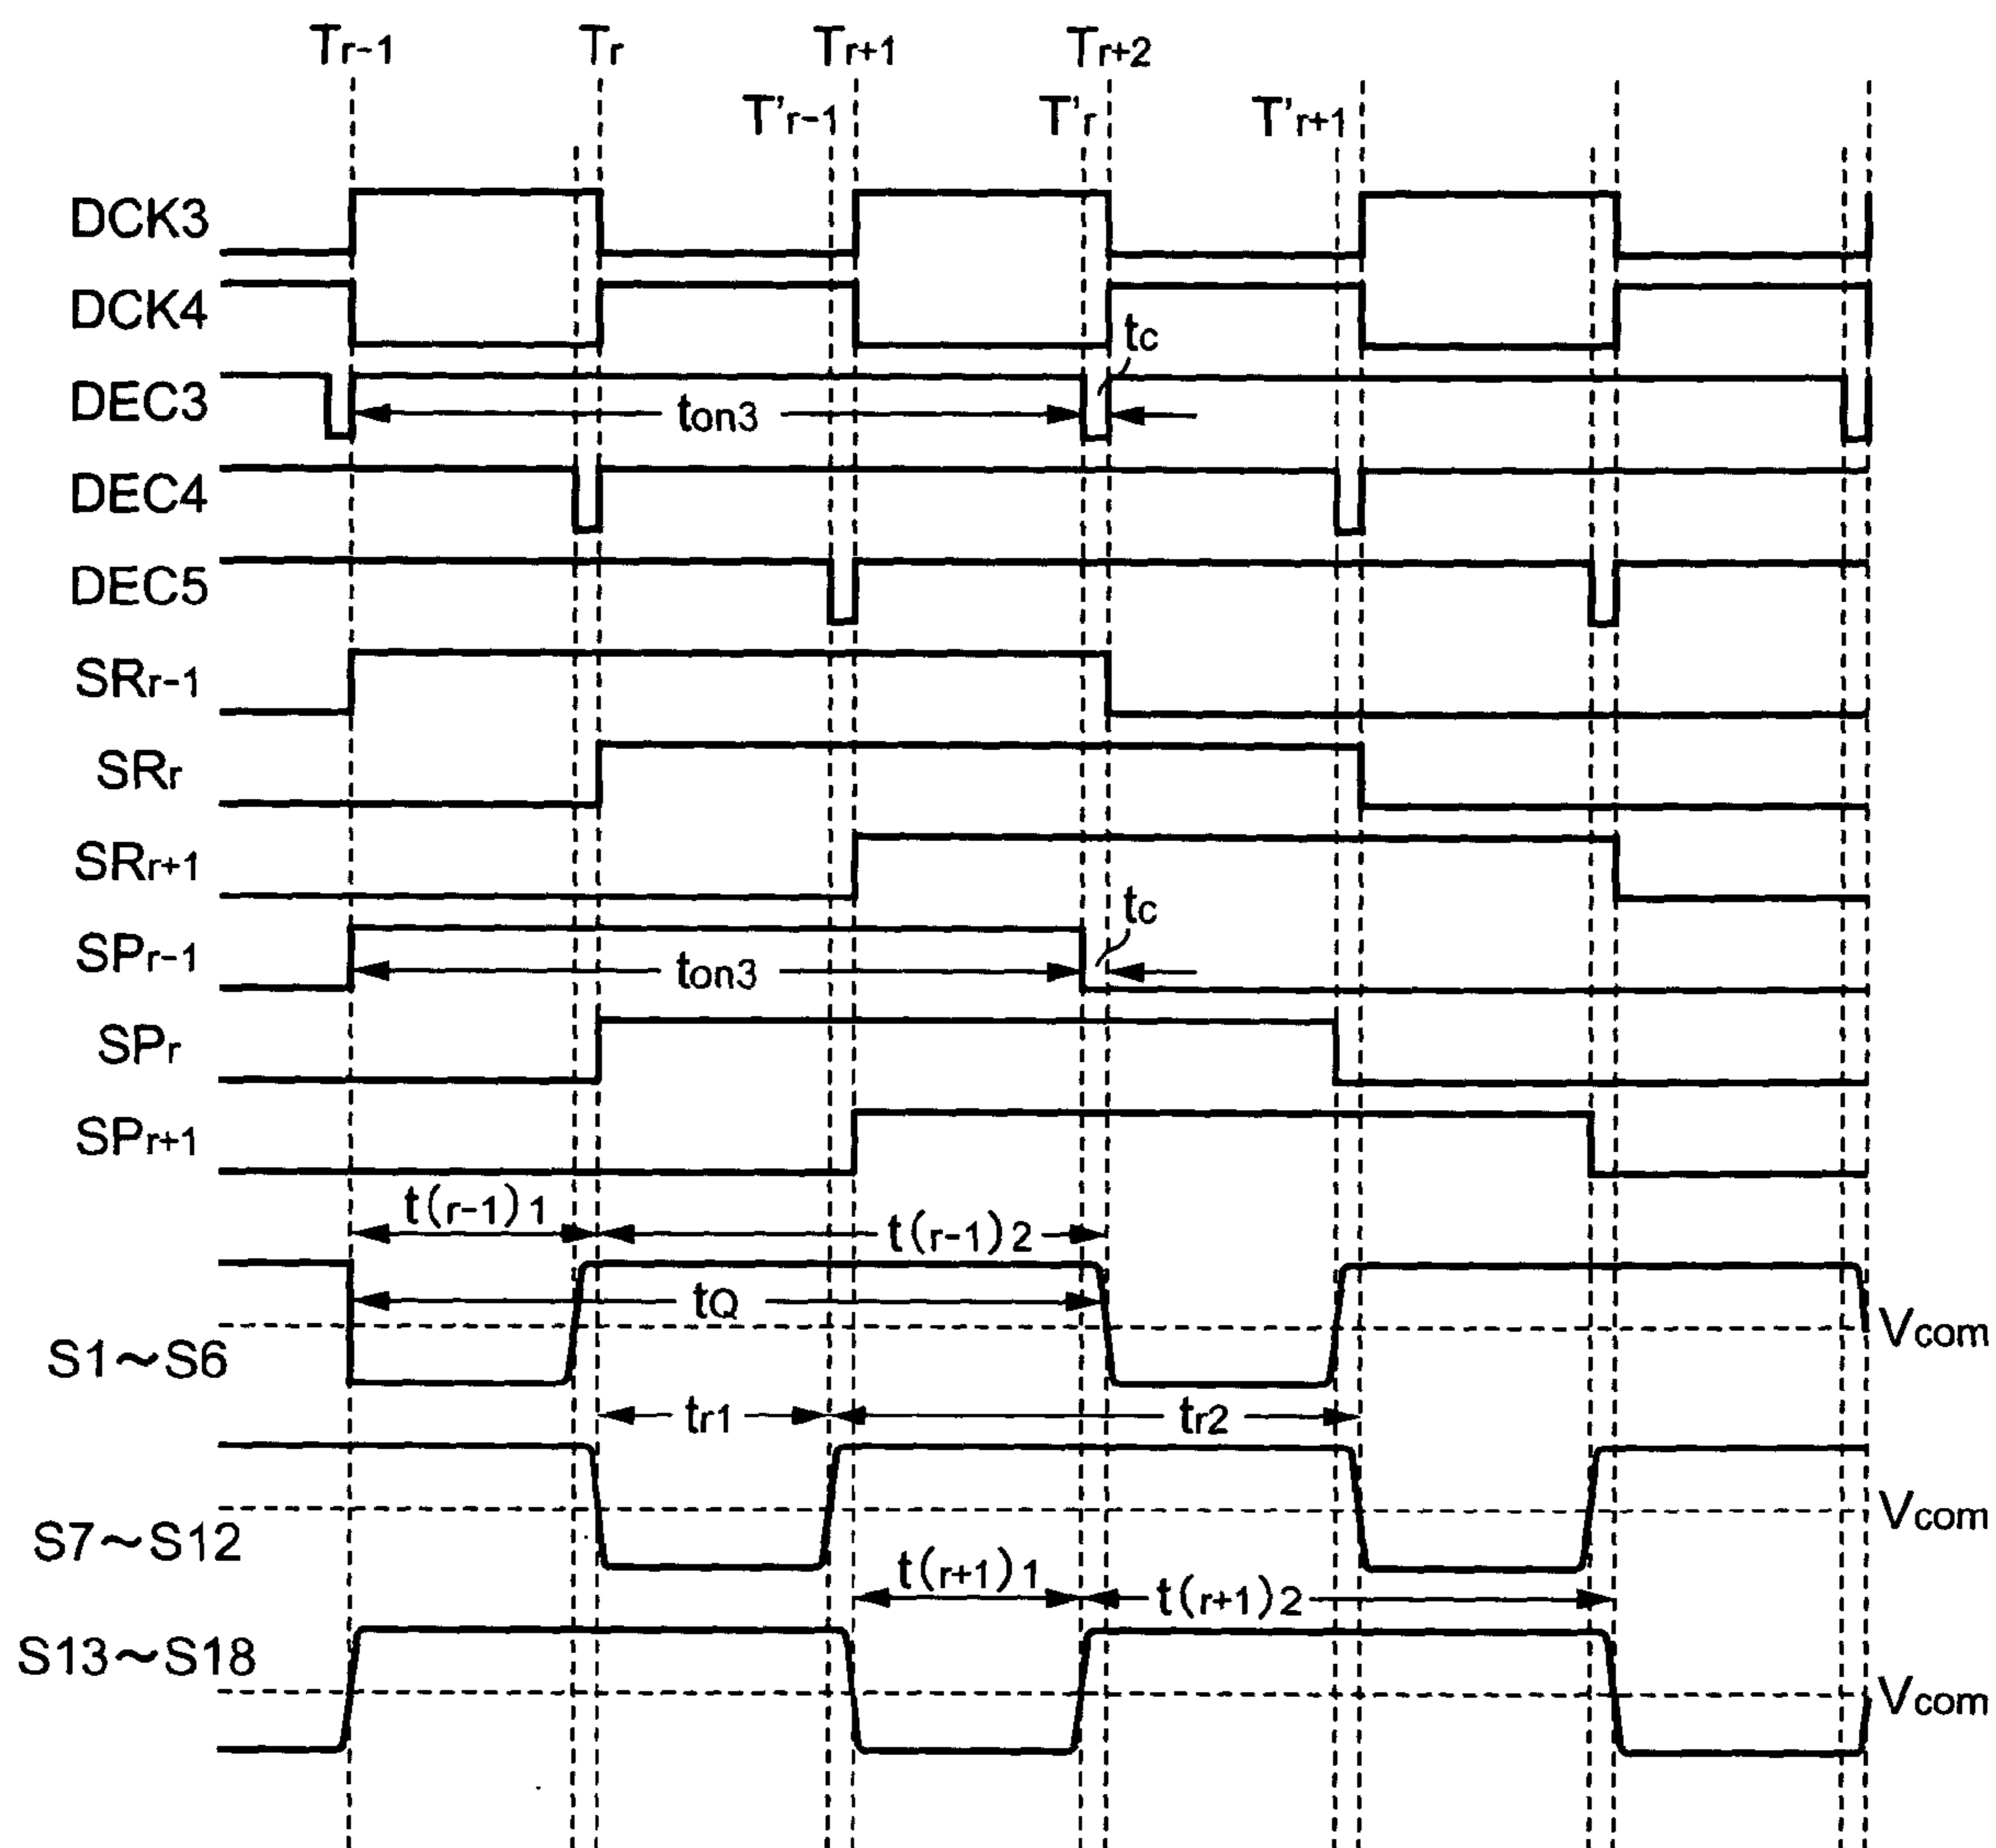 Tr-1 Tr Tr+1 Tr+2
T'r-1 T'r T'r+1
DCK3
DCK4
tc
DEC3
ton3
DEC4
DEC5
SRr-1
SRr
SRr+1
tc
SPr-1
ton3
SPr
SPr+1
t(r-1)1 t(r-1)2
tQ
Vcom
S1~S6
tr1 tr2
Vcom
S7~S12
t(r+1)1 t(r+1)2
S13~S18
Vcom